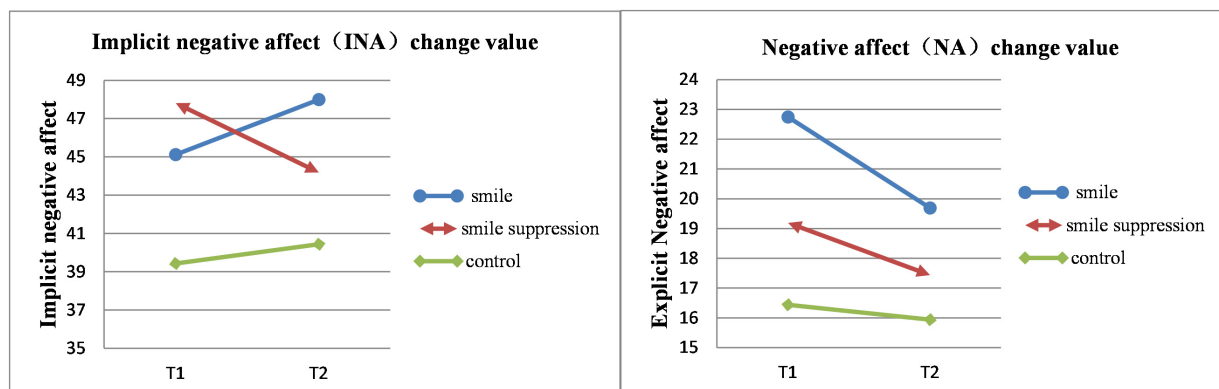 Implicit negative affect（INA）change value
Implicit negative affect
49
47
45
43
41
39
37
35
T1
T2
smile
smile suppression
control
Negative affect（NA）change value
Explicit Negative affect
24
23
22
21
20
19
18
17
16
15
T1
T2
smile
smile suppression
control